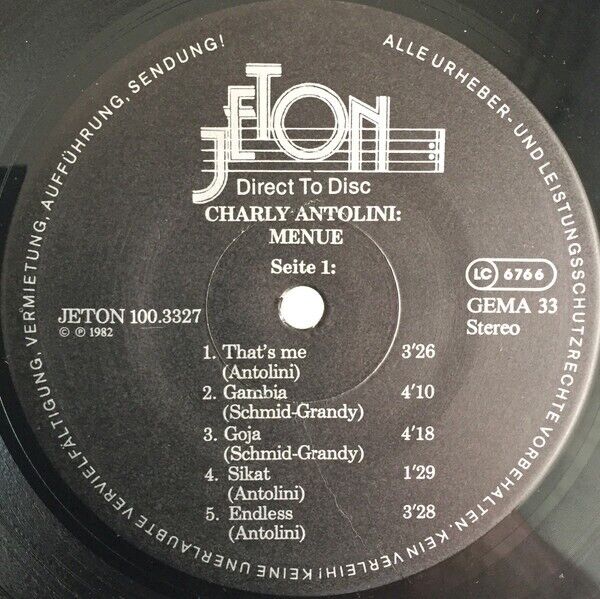 ALLE URHEBER- UND LEISTUNGSSCHUTZRECHTE VORBEHALTEN. KEIN VERLEIH! KEINE UNERLAUBTE VERVIELFÄLTIGUNG, VERMIETUNG, AUFFÜHRUNG, SENDUNG!
JETON
Direct To Disc
CHARLY ANTOLINI:
MENUE
Seite 1:
LC 6766
JETON 100.3327
GEMA 33
© ℗ 1982
Stereo
1. That's me 3'26
(Antolini)
2. Gambia 4'10
(Schmid-Grandy)
3. Goja 4'18
(Schmid-Grandy)
4. Sikat 1'29
(Antolini)
5. Endless 3'28
(Antolini)